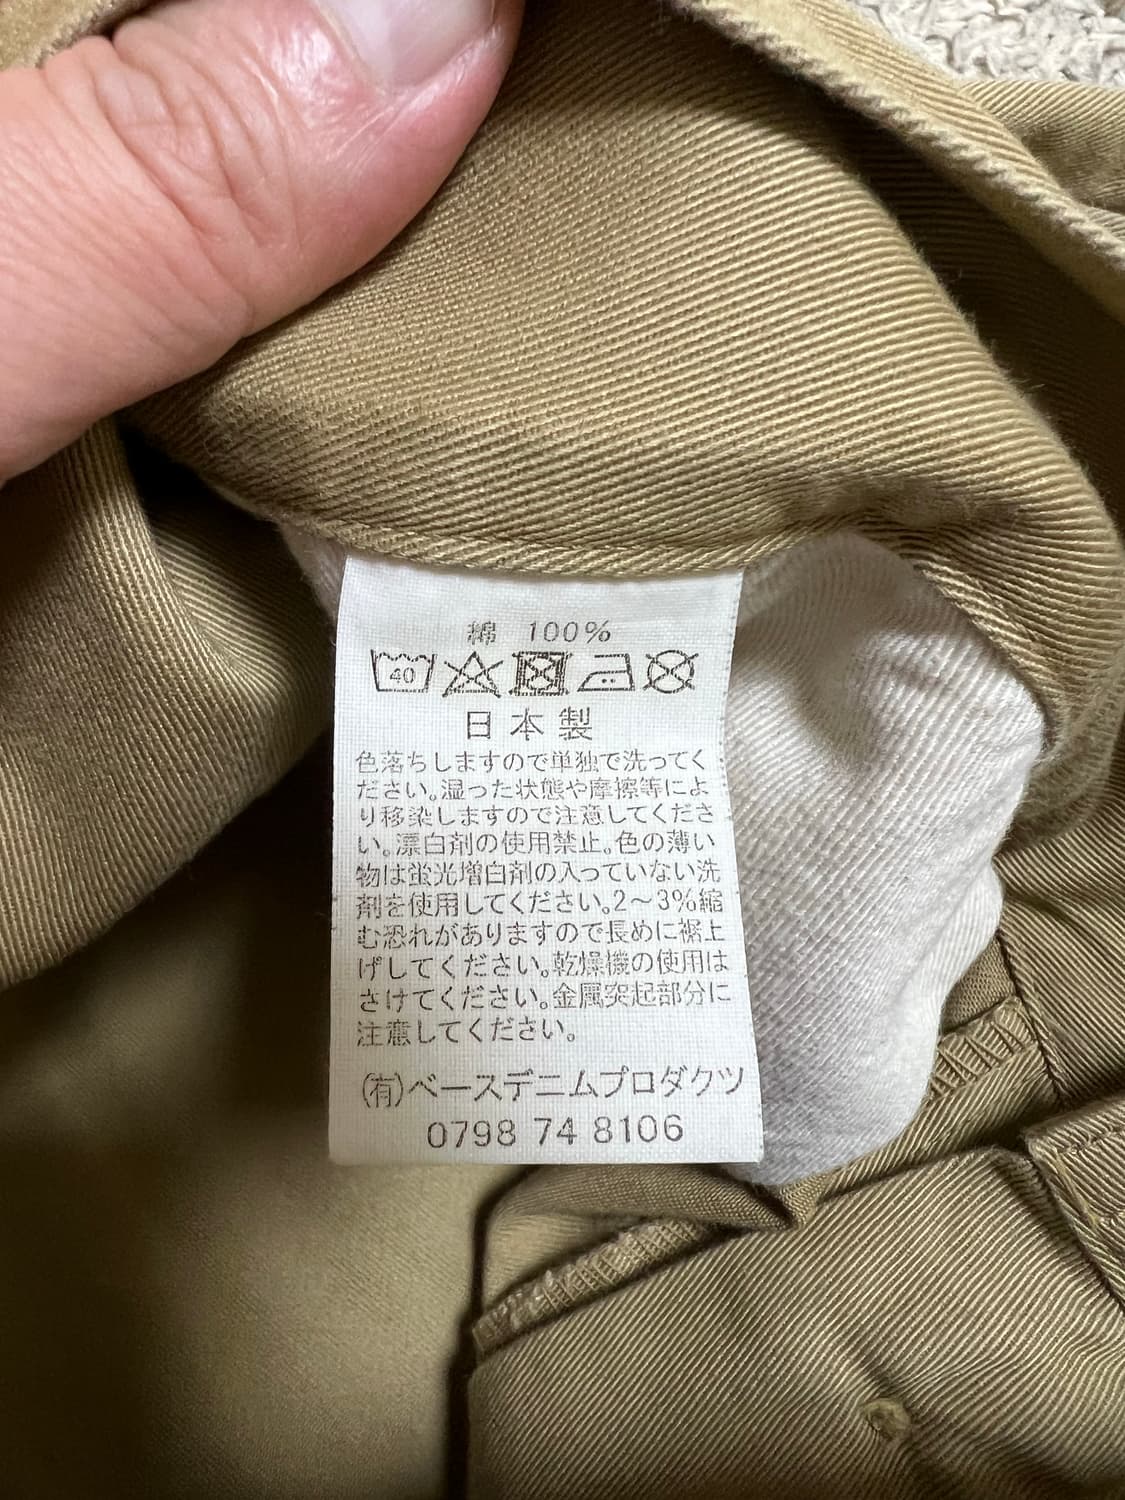 綿 100%
40
日本製
色落ちしますので単独で洗ってく
ださい。湿った状態や摩擦等によ
り移染しますので注意してくださ
い。漂白剤の使用禁止。色の薄い
物は蛍光増白剤の入っていない洗
剤を使用してください。2〜3%縮
む恐れがありますので長めに裾上
げしてください。乾燥機の使用は
さけてください。金属突起部分に
注意してください。
(有)ベースデニムプロダクツ
0798 74 8106